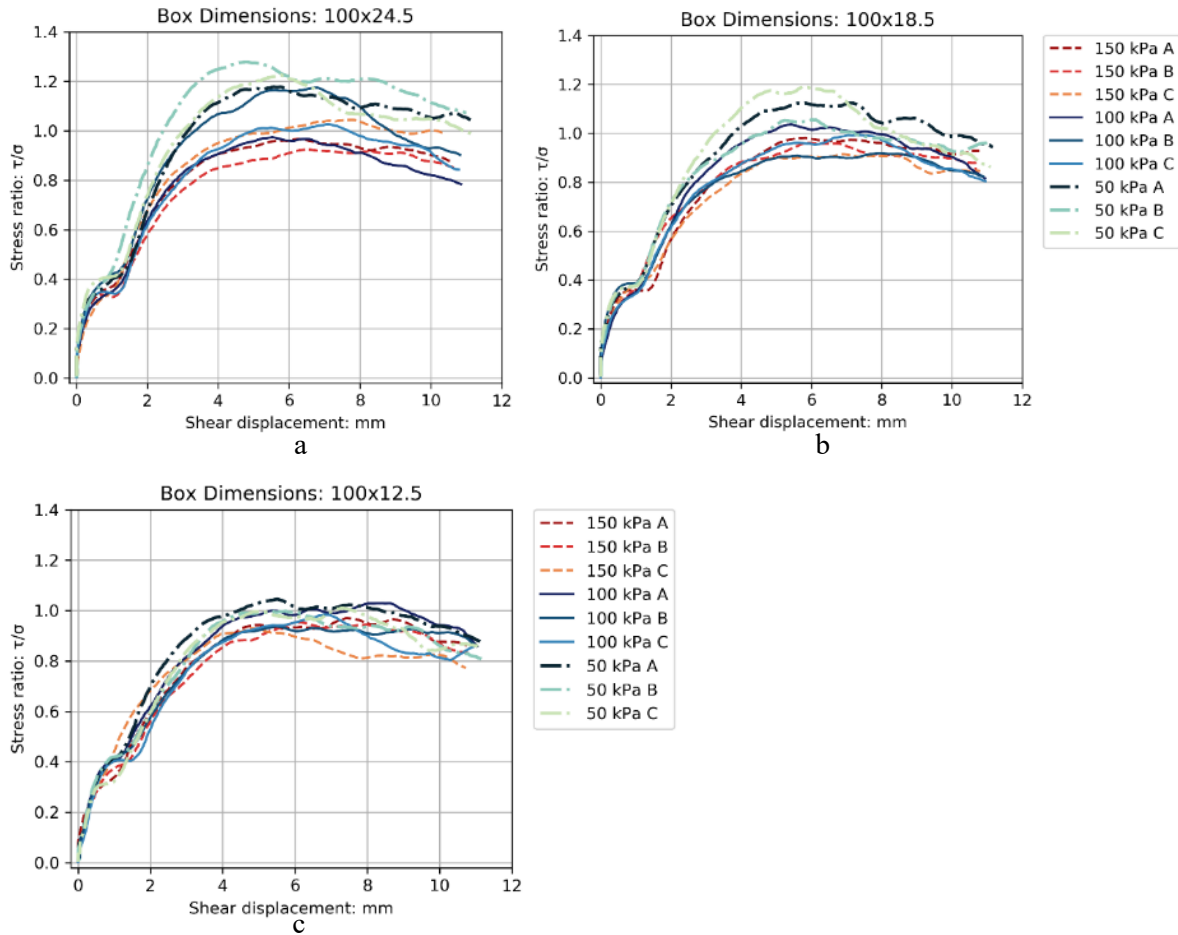 Box Dimensions: 100x24.5
1.4
1.2
1.0
0.8
0.6
0.4
0.2
0.0
Stress ratio: τ/σ
0 2 4 6 8 10 12
Shear displacement: mm
a
Box Dimensions: 100x18.5
1.4
1.2
1.0
0.8
0.6
0.4
0.2
0.0
Stress ratio: τ/σ
0 2 4 6 8 10 12
Shear displacement: mm
b
150 kPa A
150 kPa B
150 kPa C
100 kPa A
100 kPa B
100 kPa C
50 kPa A
50 kPa B
50 kPa C
Box Dimensions: 100x12.5
1.4
1.2
1.0
0.8
0.6
0.4
0.2
0.0
Stress ratio: τ/σ
0 2 4 6 8 10 12
Shear displacement: mm
c
150 kPa A
150 kPa B
150 kPa C
100 kPa A
100 kPa B
100 kPa C
50 kPa A
50 kPa B
50 kPa C